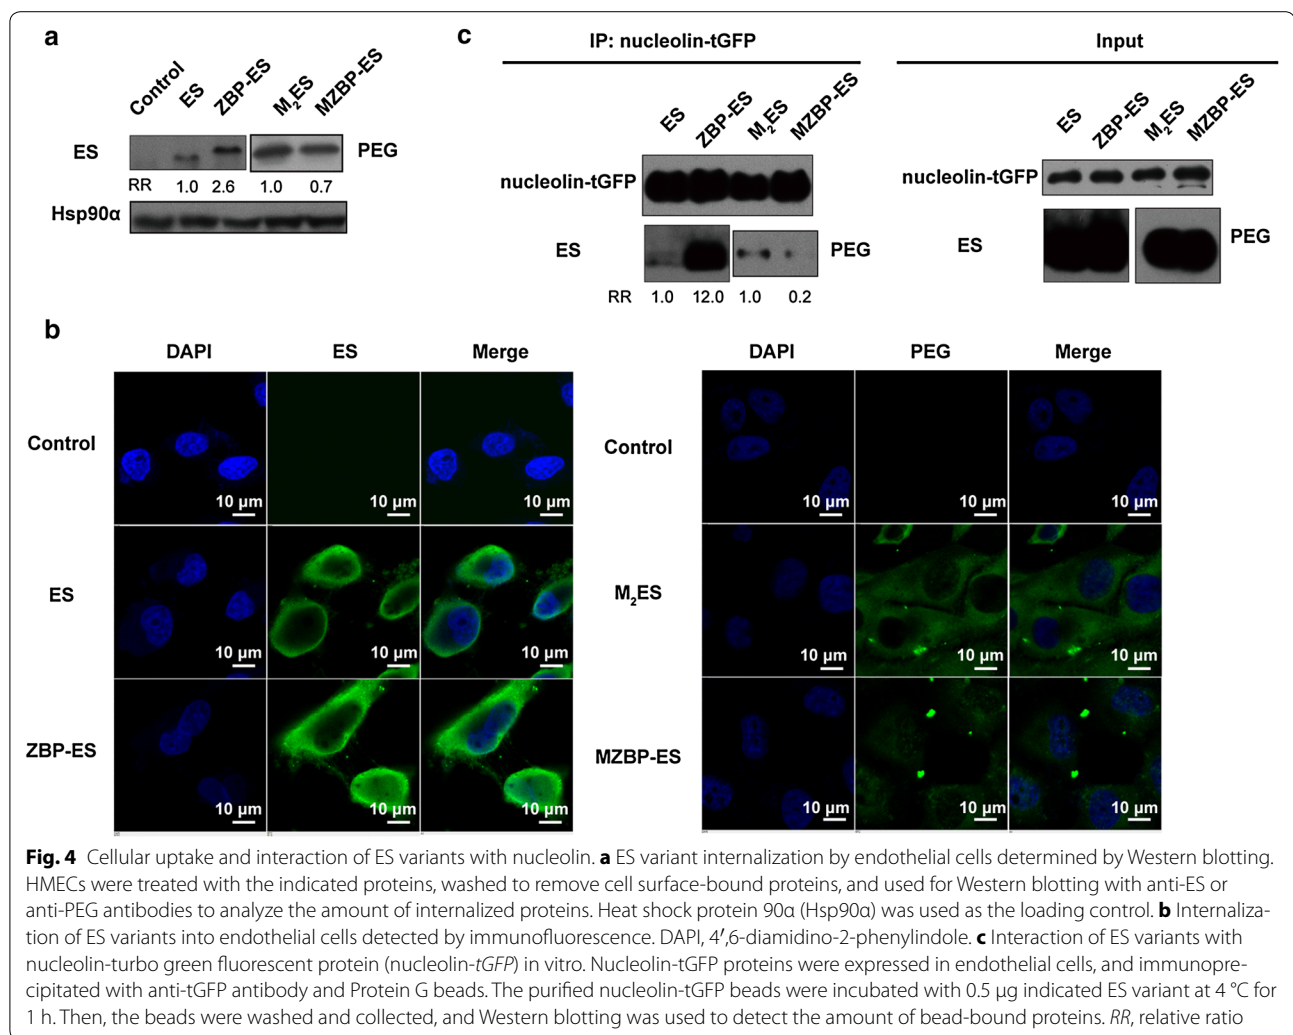 a
Control ES ZBP-ES M₂ES MZBP-ES
ES PEG
RR 1.0 2.6 1.0 0.7
Hsp90α
c
IP: nucleolin-tGFP Input
ES ZBP-ES M₂ES MZBP-ES ES ZBP-ES M₂ES MZBP-ES
nucleolin-tGFP nucleolin-tGFP
ES PEG ES PEG
RR 1.0 12.0 1.0 0.2
b
DAPI ES Merge DAPI PEG Merge
Control Control
10 µm 10 µm 10 µm 10 µm 10 µm 10 µm
ES M₂ES
10 µm 10 µm 10 µm 10 µm 10 µm 10 µm
ZBP-ES MZBP-ES
10 µm 10 µm 10 µm 10 µm 10 µm 10 µm
Fig. 4 Cellular uptake and interaction of ES variants with nucleolin. a ES variant internalization by endothelial cells determined by Western blotting.
HMECs were treated with the indicated proteins, washed to remove cell surface-bound proteins, and used for Western blotting with anti-ES or
anti-PEG antibodies to analyze the amount of internalized proteins. Heat shock protein 90α (Hsp90α) was used as the loading control. b Internaliza-
tion of ES variants into endothelial cells detected by immunofluorescence. DAPI, 4′,6-diamidino-2-phenylindole. c Interaction of ES variants with
nucleolin-turbo green fluorescent protein (nucleolin-tGFP) in vitro. Nucleolin-tGFP proteins were expressed in endothelial cells, and immunopre-
cipitated with anti-tGFP antibody and Protein G beads. The purified nucleolin-tGFP beads were incubated with 0.5 µg indicated ES variant at 4 °C for
1 h. Then, the beads were washed and collected, and Western blotting was used to detect the amount of bead-bound proteins. RR, relative ratio